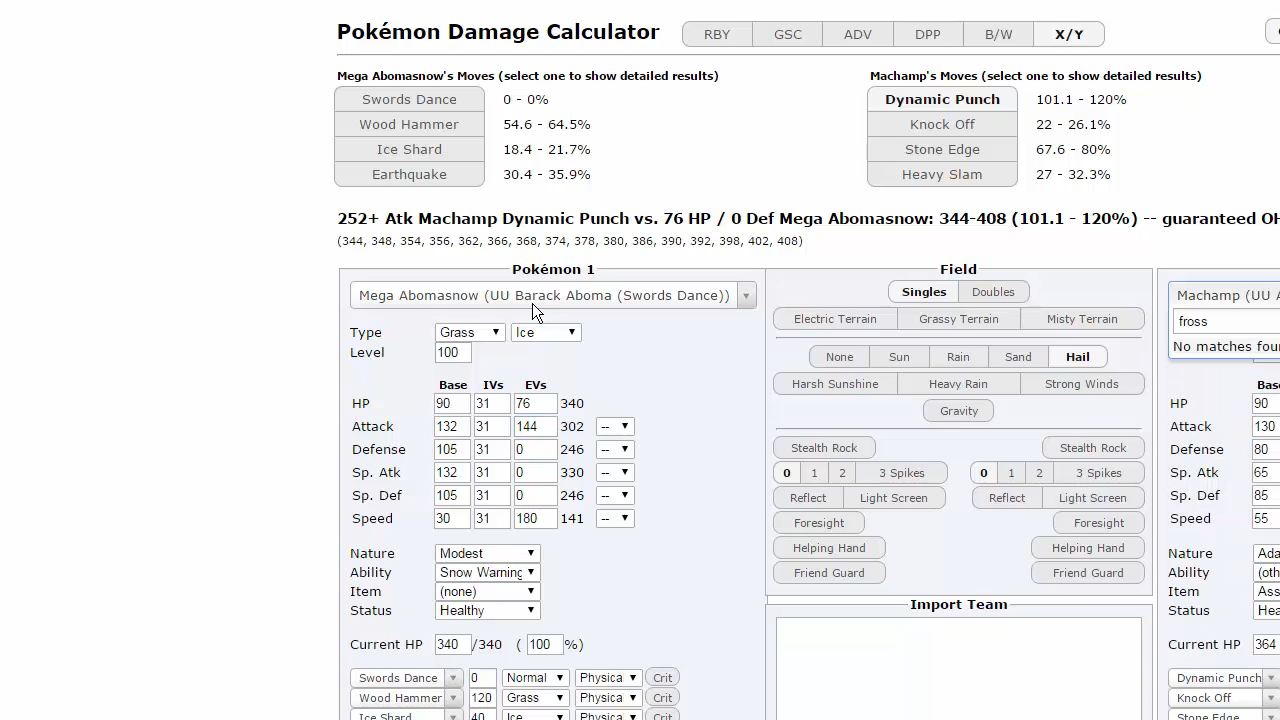 Pokémon Damage Calculator RBY GSC ADV DPP B/W X/Y
Mega Abomasnow's Moves (select one to show detailed results) Machamp's Moves (select one to show detailed results)
Swords Dance 0 - 0% Dynamic Punch 101.1 - 120%
Wood Hammer 54.6 - 64.5% Knock Off 22 - 26.1%
Ice Shard 18.4 - 21.7% Stone Edge 67.6 - 80%
Earthquake 30.4 - 35.9% Heavy Slam 27 - 32.3%
252+ Atk Machamp Dynamic Punch vs. 76 HP / 0 Def Mega Abomasnow: 344-408 (101.1 - 120%) -- guaranteed OH
(344, 348, 354, 356, 362, 366, 368, 374, 378, 380, 386, 390, 392, 398, 402, 408)
Pokémon 1
Mega Abomasnow (UU Barack Aboma (Swords Dance))
Type Grass Ice
Level 100
Base IVs EVs
HP 90 31 76 340
Attack 132 31 144 302 --
Defense 105 31 0 246 --
Sp. Atk 132 31 0 330 --
Sp. Def 105 31 0 246 --
Speed 30 31 180 141 --
Nature Modest
Ability Snow Warning
Item (none)
Status Healthy
Current HP 340 /340 ( 100 %)
Swords Dance 0 Normal Physica Crit
Wood Hammer 120 Grass Physica Crit
Ice Shard 40 Ice Physica Crit
Field
Singles Doubles
Electric Terrain Grassy Terrain Misty Terrain
None Sun Rain Sand Hail
Harsh Sunshine Heavy Rain Strong Winds
Gravity
Stealth Rock Stealth Rock
0 1 2 3 Spikes 0 1 2 3 Spikes
Reflect Light Screen Reflect Light Screen
Foresight Foresight
Helping Hand Helping Hand
Friend Guard Friend Guard
Import Team
Machamp (UU A
fross
No matches foun
Base
HP 90
Attack 130
Defense 80
Sp. Atk 65
Sp. Def 85
Speed 55
Nature Ada
Ability (oth
Item Ass
Status Hea
Current HP 364
Dynamic Punch
Knock Off
Stone Edge